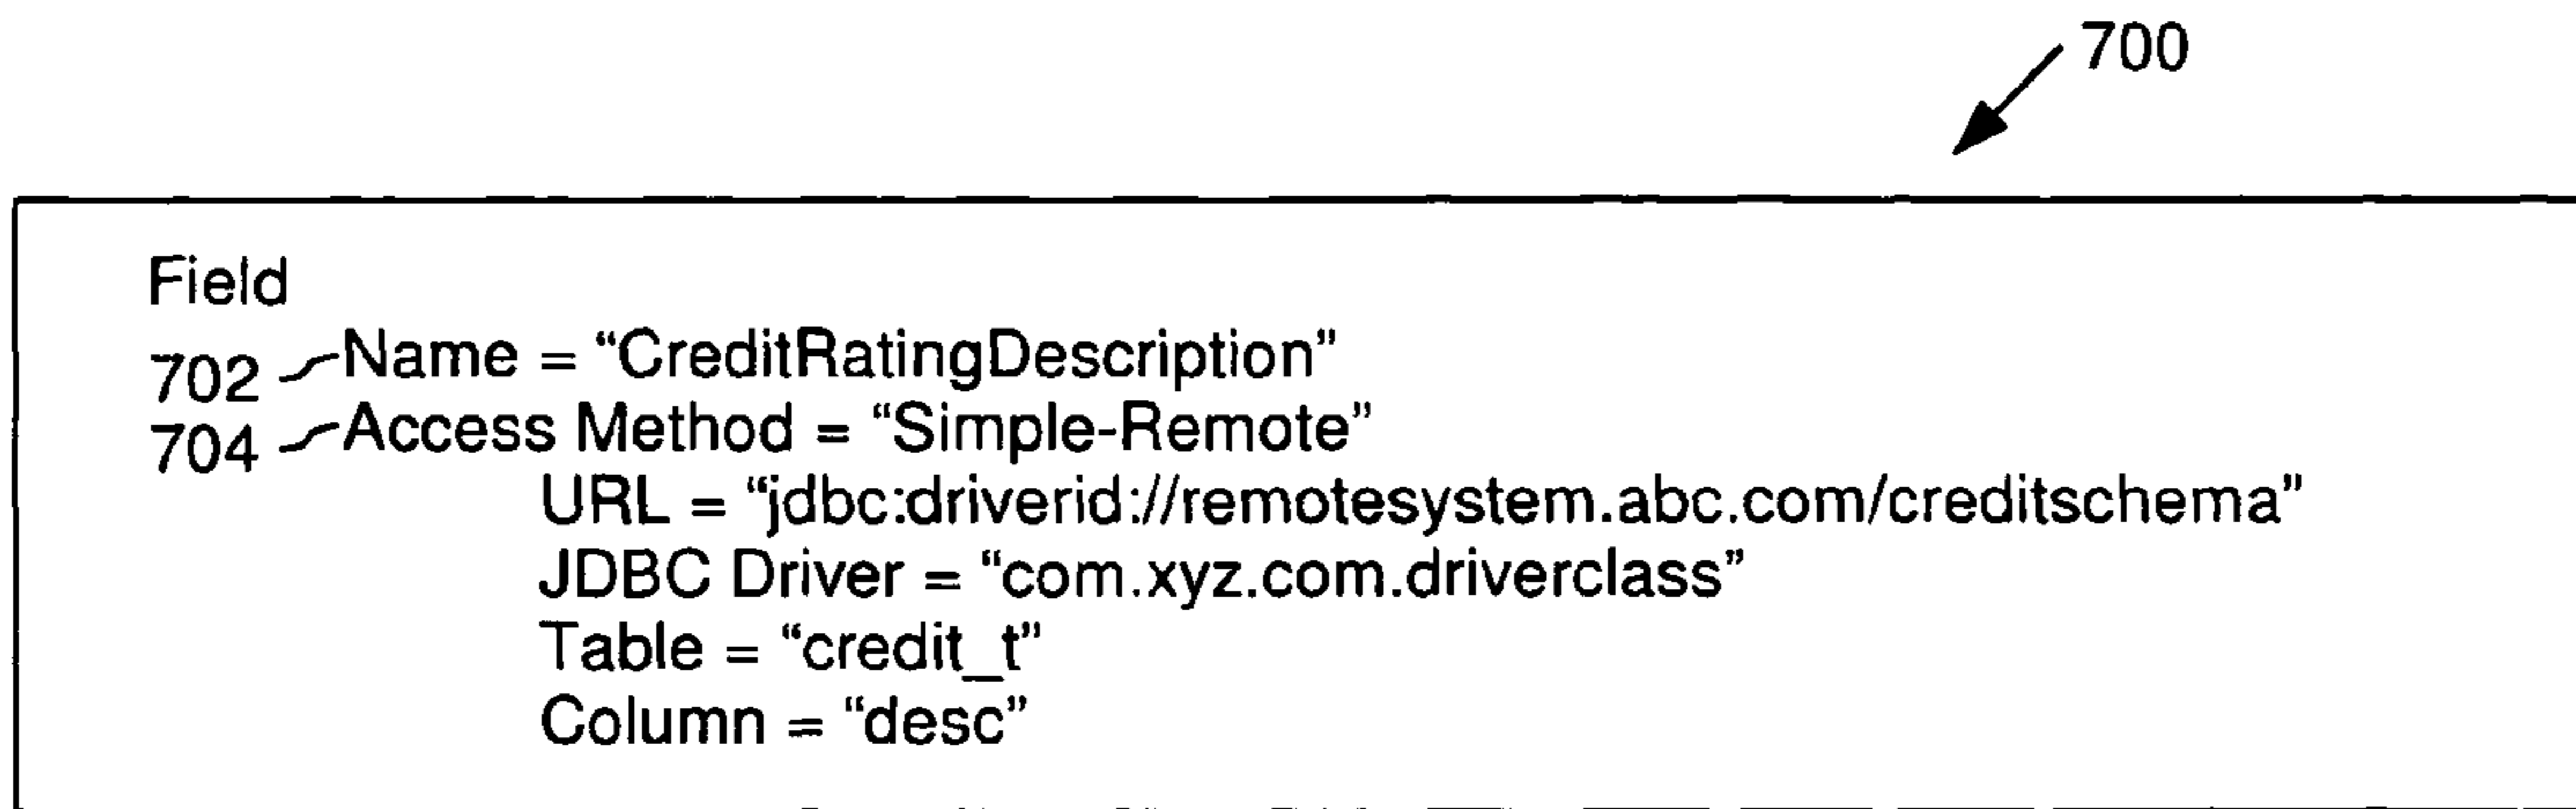 700
Field
702 Name = “CreditRatingDescription”
704 Access Method = “Simple-Remote”
URL = “jdbc:driverid://remotesystem.abc.com/creditschema”
JDBC Driver = “com.xyz.com.driverclass”
Table = “credit_t”
Column = “desc”